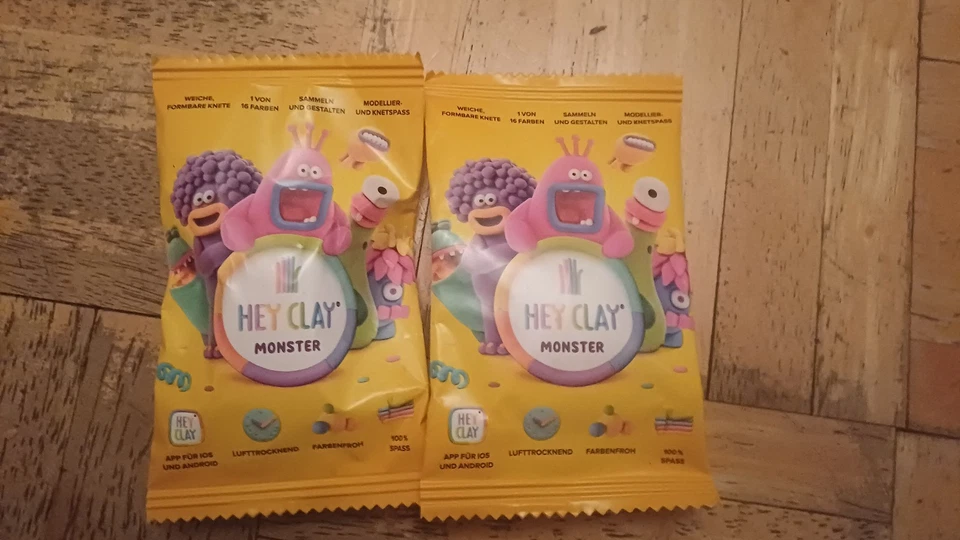 WEICHE,
FORMBARE KNETE
1 VON
16 FARBEN
SAMMELN
UND GESTALTEN
MODELLIER-
UND KNETSPASS
HEY CLAY®
MONSTER
HEY
CLAY
APP FÜR IOS
UND ANDROID
LUFTTROCKNEND
FARBENFROH
100%
SPASS
WEICHE,
FORMBARE KNETE
1 VON
16 FARBEN
SAMMELN
UND GESTALTEN
MODELLIER-
UND KNETSPASS
HEY CLAY®
MONSTER
HEY
CLAY
APP FÜR IOS
UND ANDROID
LUFTTROCKNEND
FARBENFROH
100%
SPASS